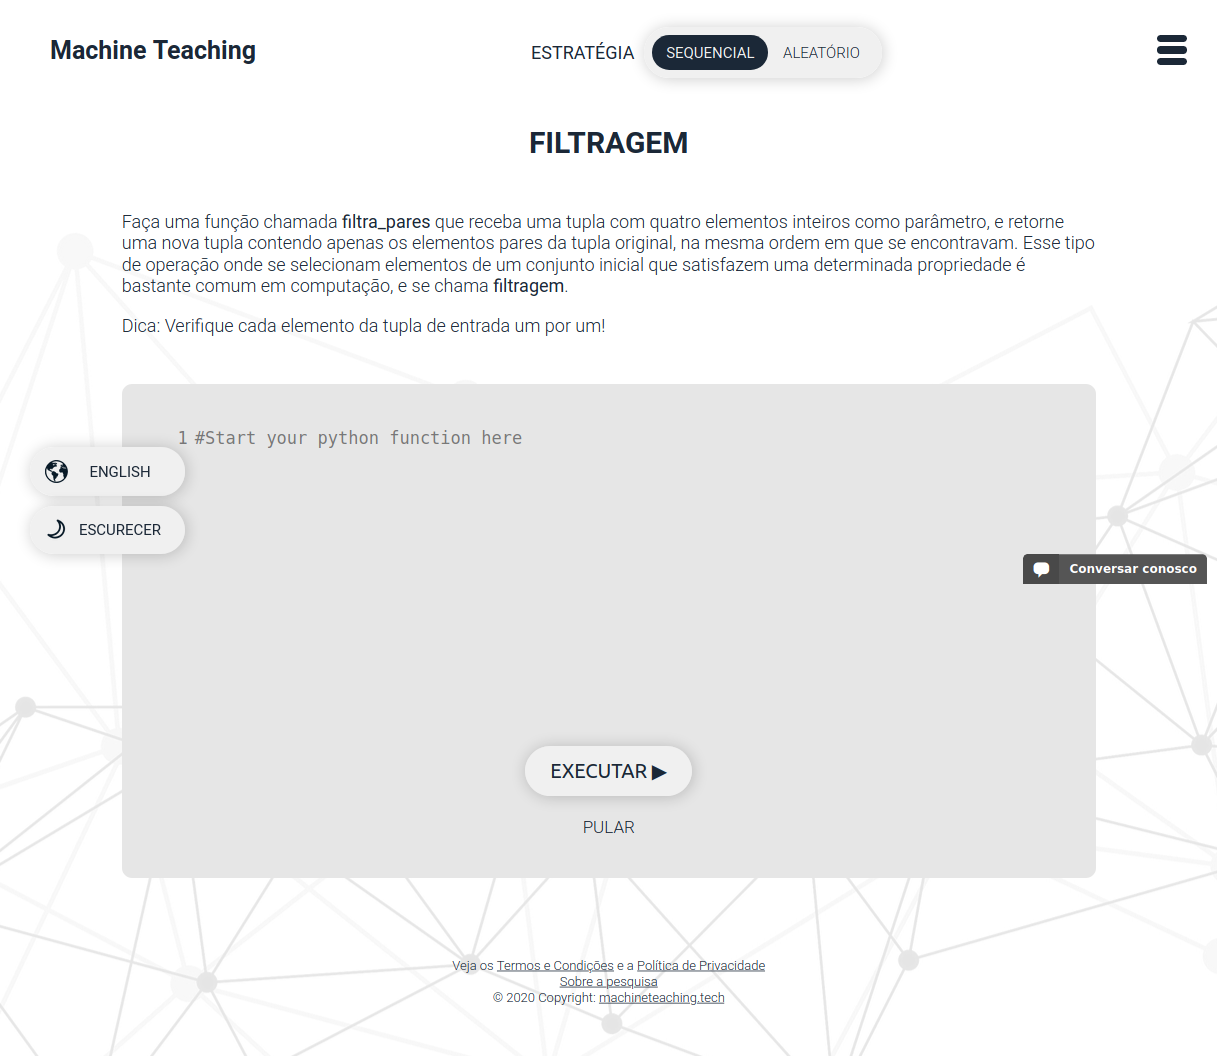 Machine Teaching
ESTRATÉGIA SEQUENCIAL ALEATÓRIO
FILTRAGEM
Faça uma função chamada filtra_pares que receba uma tupla com quatro elementos inteiros como parâmetro, e retorne
uma nova tupla contendo apenas os elementos pares da tupla original, na mesma ordem em que se encontravam. Esse tipo
de operação onde se selecionam elementos de um conjunto inicial que satisfazem uma determinada propriedade é
bastante comum em computação, e se chama filtragem.
Dica: Verifique cada elemento da tupla de entrada um por um!
1 #Start your python function here
ENGLISH
ESCURECER
Conversar conosco
EXECUTAR ▶
PULAR
Veja os Termos e Condições e a Política de Privacidade
Sobre a pesquisa
© 2020 Copyright: machineteaching.tech